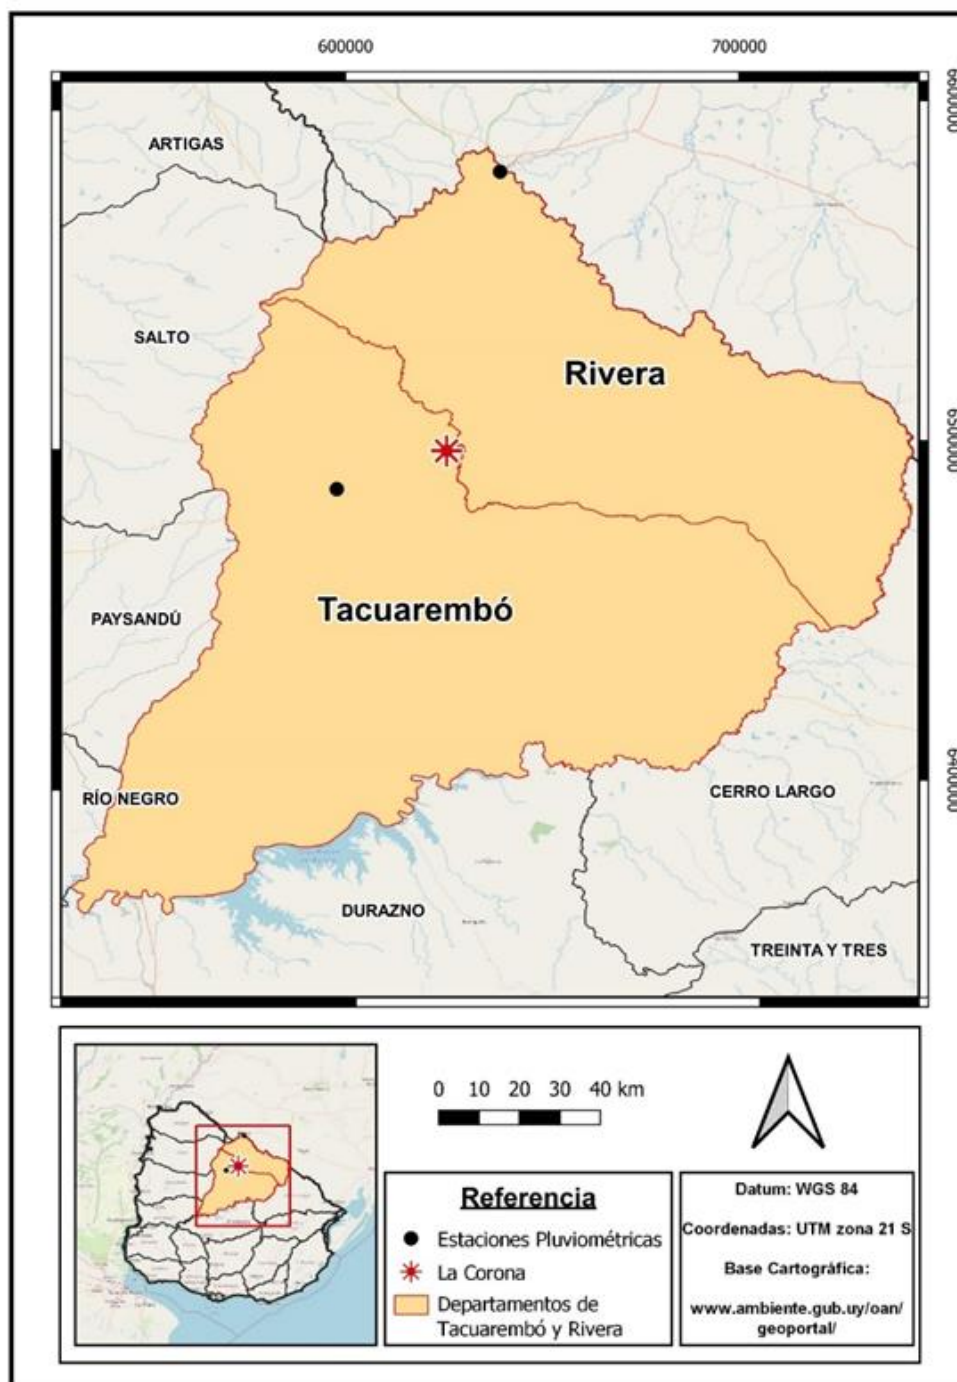 600000 700000
6600000
ARTIGAS
SALTO
Rivera
6500000
PAYSANDÚ
Tacuarembó
RÍO NEGRO
CERRO LARGO
6400000
DURAZNO
TREINTA Y TRES
0 10 20 30 40 km
Referencia
Estaciones Pluviométricas
La Corona
Departamentos de
Tacuarembó y Rivera
Datum: WGS 84
Coordenadas: UTM zona 21 S
Base Cartográfica:
www.ambiente.gub.uy/oan/
geoportal/